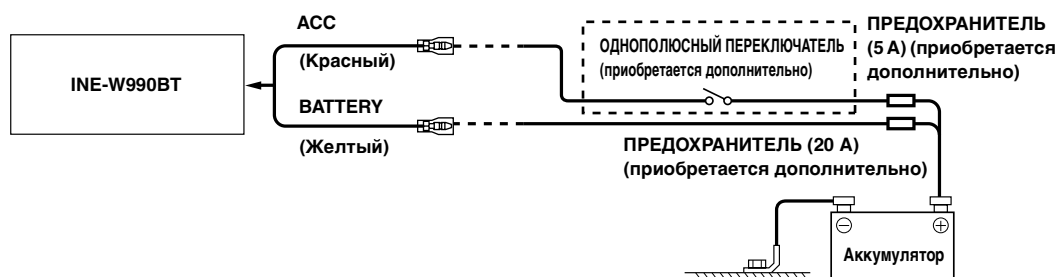 ACC
(Красный)
INE-W990BT
BATTERY
(Желтый)
ОДНОПОЛЮСНЫЙ ПЕРЕКЛЮЧАТЕЛЬ
(приобретается дополнительно)
ПРЕДОХРАНИТЕЛЬ
(5 А) (приобретается
дополнительно)
ПРЕДОХРАНИТЕЛЬ (20 А)
(приобретается дополнительно)
Аккумулятор